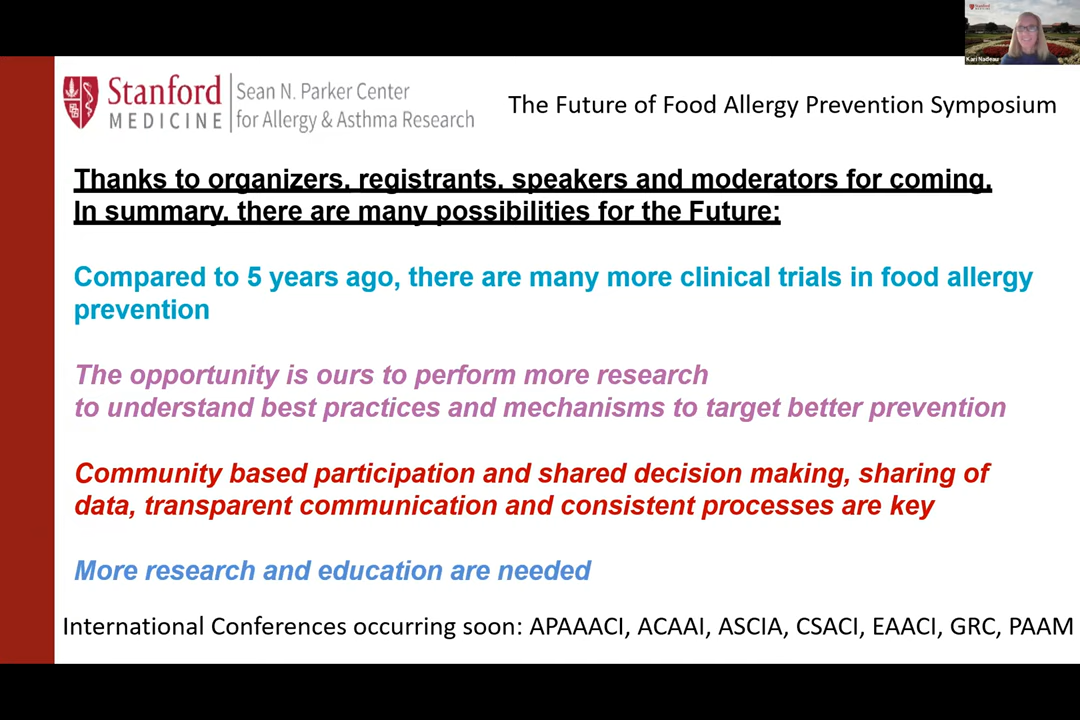 Stanford
MEDICINE
Kari Nadeau
Stanford
MEDICINE
Sean N. Parker Center
for Allergy & Asthma Research
The Future of Food Allergy Prevention Symposium
Thanks to organizers, registrants, speakers and moderators for coming.
In summary, there are many possibilities for the Future:
Compared to 5 years ago, there are many more clinical trials in food allergy
prevention
The opportunity is ours to perform more research
to understand best practices and mechanisms to target better prevention
Community based participation and shared decision making, sharing of
data, transparent communication and consistent processes are key
More research and education are needed
International Conferences occurring soon: APAAACI, ACAAI, ASCIA, CSACI, EAACI, GRC, PAAM